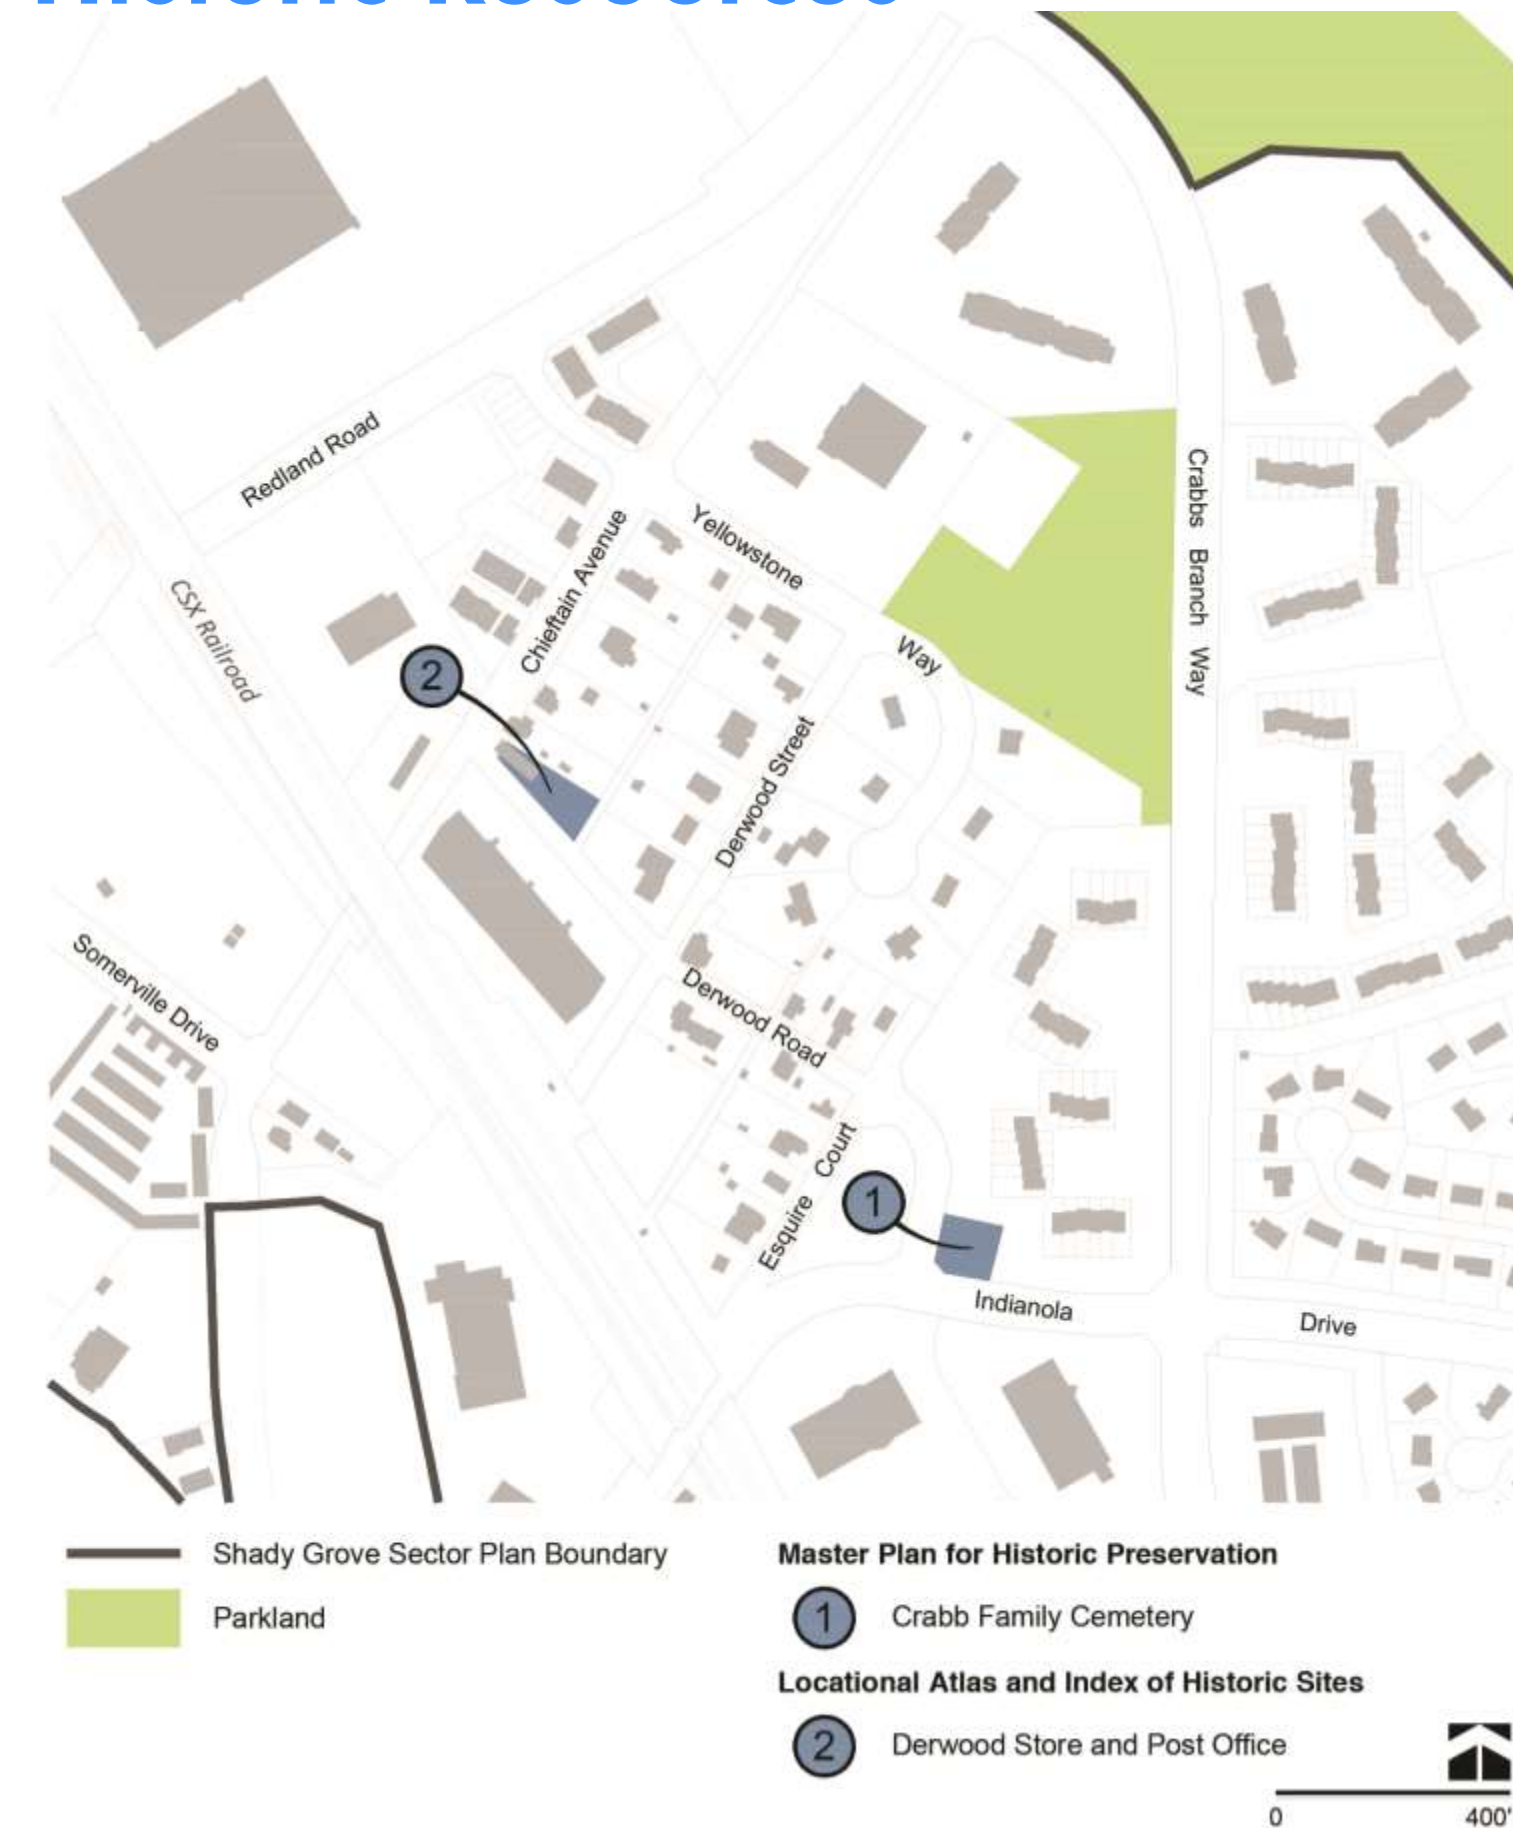 Historic Resources
Redland Road
CSX Railroad
Chieftain Avenue
Yellowstone
Way
Crabbs Branch Way
2
Derwood Street
Somerville Drive
Derwood Road
Esquire Court
1
Indianola
Drive
Shady Grove Sector Plan Boundary
Parkland
Master Plan for Historic Preservation
1 Crabb Family Cemetery
Locational Atlas and Index of Historic Sites
2 Derwood Store and Post Office
0 400'